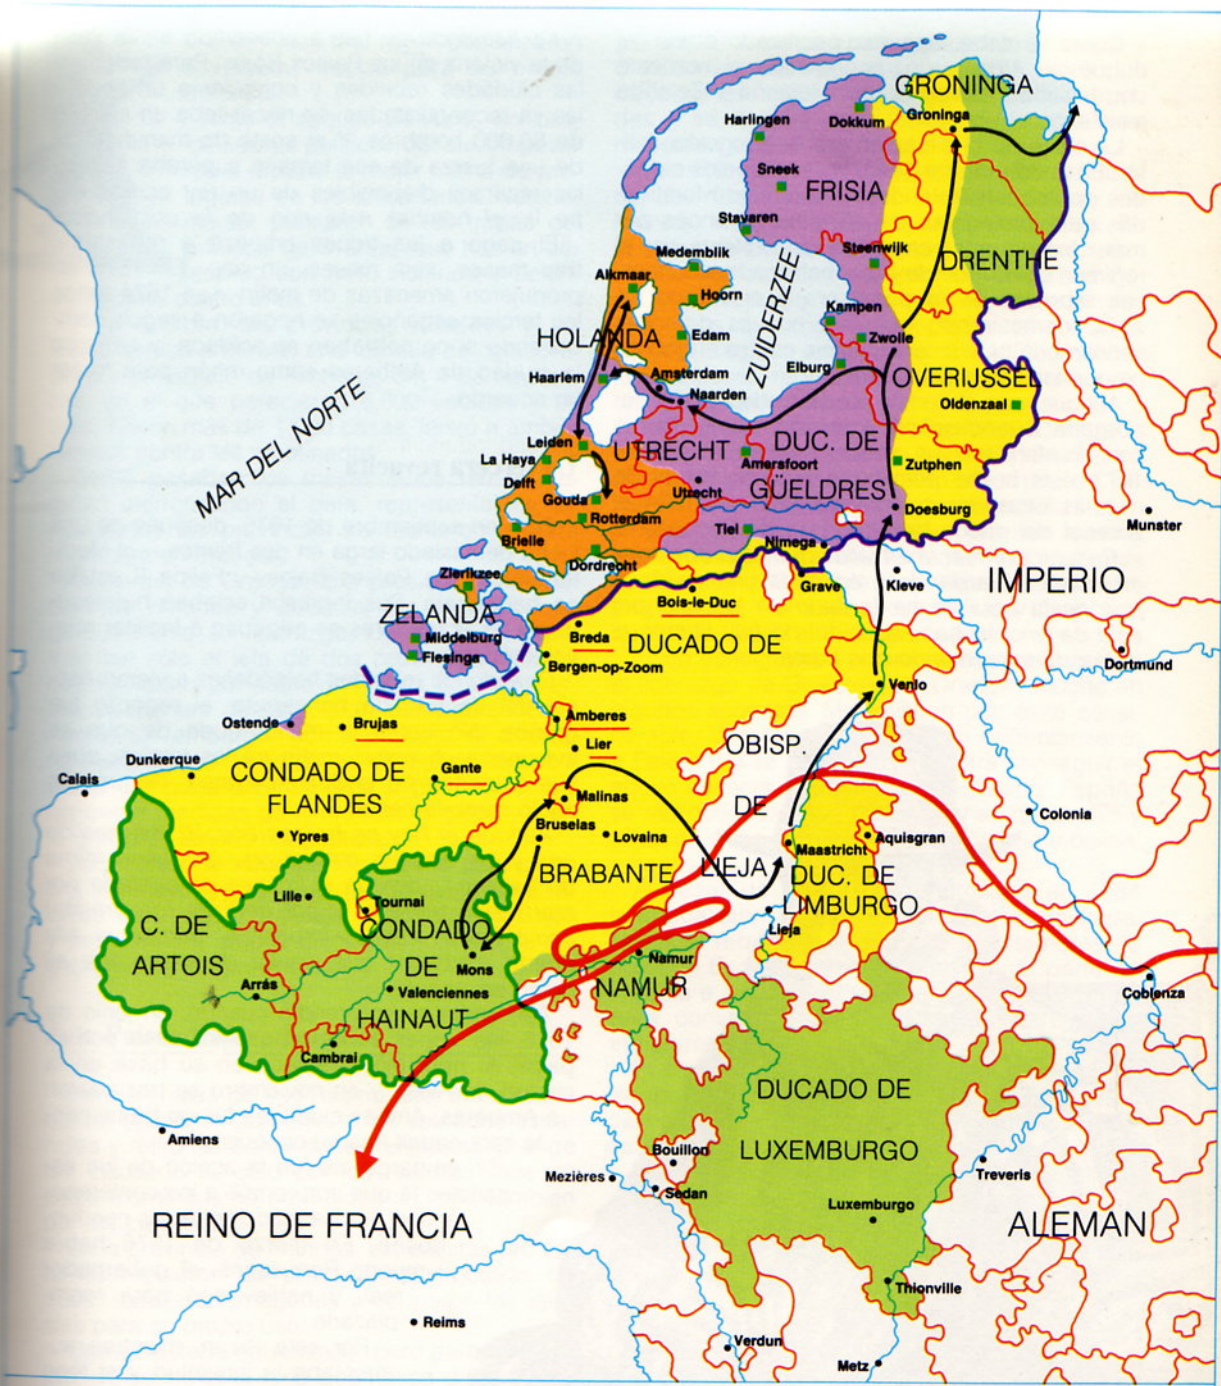 GRONINGA
Groninga
Harlingen
Dokkum
Sneek
FRISIA
Stavaren
Steenwijk
DRENTHE
Medemblik
Alkmaar
Hoorn
ZUIDERZEE
Kampen
HOLANDA
Edam
Zwolle
Haarlem
Amsterdam
Elburg
OVERIJSSEL
Naarden
Oldenzaal
MAR DEL NORTE
Leiden
UTRECHT
DUC. DE
GÜELDRES
La Haya
Amersfoort
Zutphen
Delft
Utrecht
Gouda
Doesburg
Rotterdam
Tiel
Nimega
Munster
Brielle
Dordrecht
Zierikzee
Grave
Kleve
IMPERIO
Bois-le-Duc
ZELANDA
Middelburg
Breda
DUCADO DE
Flesinga
Bergen-op-Zoom
Dortmund
Venlo
Ostende
Brujas
Amberes
Lier
OBISP.
DE
LIEJA
Dunkerque
Calais
CONDADO DE
FLANDES
Gante
Malinas
Colonia
Ypres
Bruselas
Lovaina
Aquisgran
Maastricht
BRABANTE
DUC. DE
LIMBURGO
Lille
Tournai
C. DE
ARTOIS
CONDADO
DE
HAINAUT
Lieja
Mons
Namur
NAMUR
Arrás
Valenciennes
Coblenza
Cambrai
DUCADO DE
LUXEMBURGO
Amiens
Bouillon
Mezières
Sedan
Treveris
Luxemburgo
REINO DE FRANCIA
ALEMAN
Thionville
Reims
Verdun
Metz